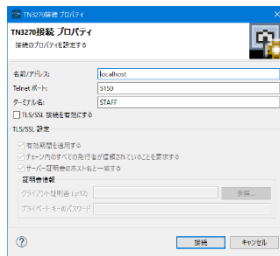 TN3270接続 プロパティ
TN3270接続 プロパティ
接続のプロパティを設定する
名前/アドレス: localhost
Telnet ポート: 5150
ターミナル名: STAFF
TLS/SSL 接続を有効にする
TLS/SSL 設定
有効期間を適用する
チェーン内のすべての発行者が信頼されていることを要求する
サーバー証明書のホスト名と一致する
証明書情報
クライアント証明書 (.p12)
参照...
プライベート キーのパスワード
接続 キャンセル